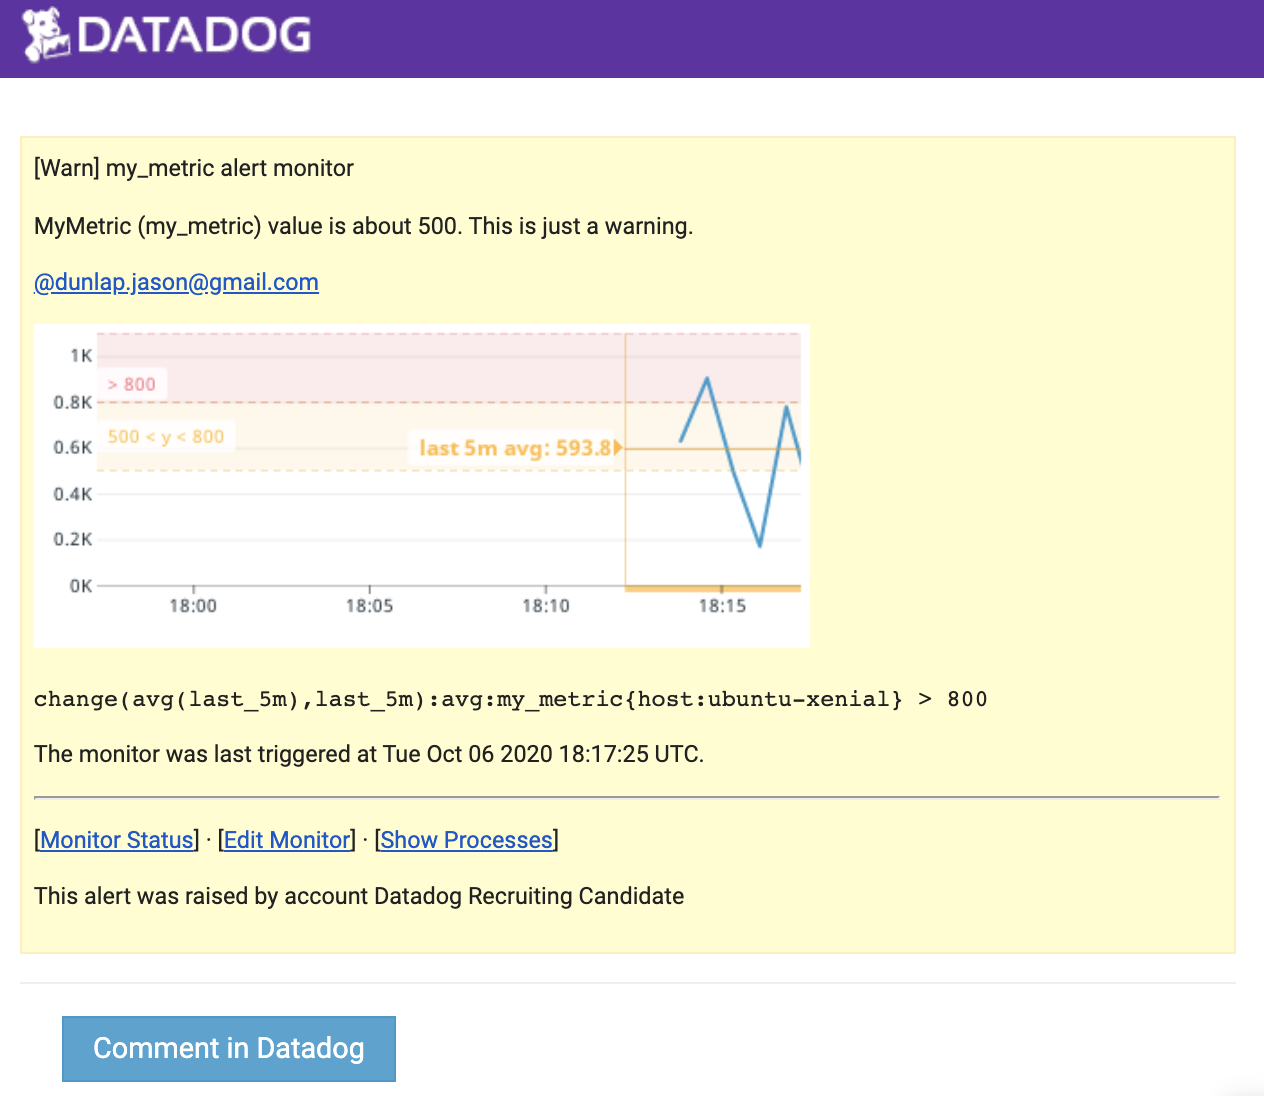 DATADOG
[Warn] my_metric alert monitor
MyMetric (my_metric) value is about 500. This is just a warning.
@dunlap.jason@gmail.com
1K
> 800
0.8K
500 < y < 800
0.6K
last 5m avg: 593.8
0.4K
0.2K
0K
18:00 18:05 18:10 18:15
change(avg(last_5m),last_5m):avg:my_metric{host:ubuntu-xenial} > 800
The monitor was last triggered at Tue Oct 06 2020 18:17:25 UTC.
[Monitor Status] · [Edit Monitor] · [Show Processes]
This alert was raised by account Datadog Recruiting Candidate
Comment in Datadog